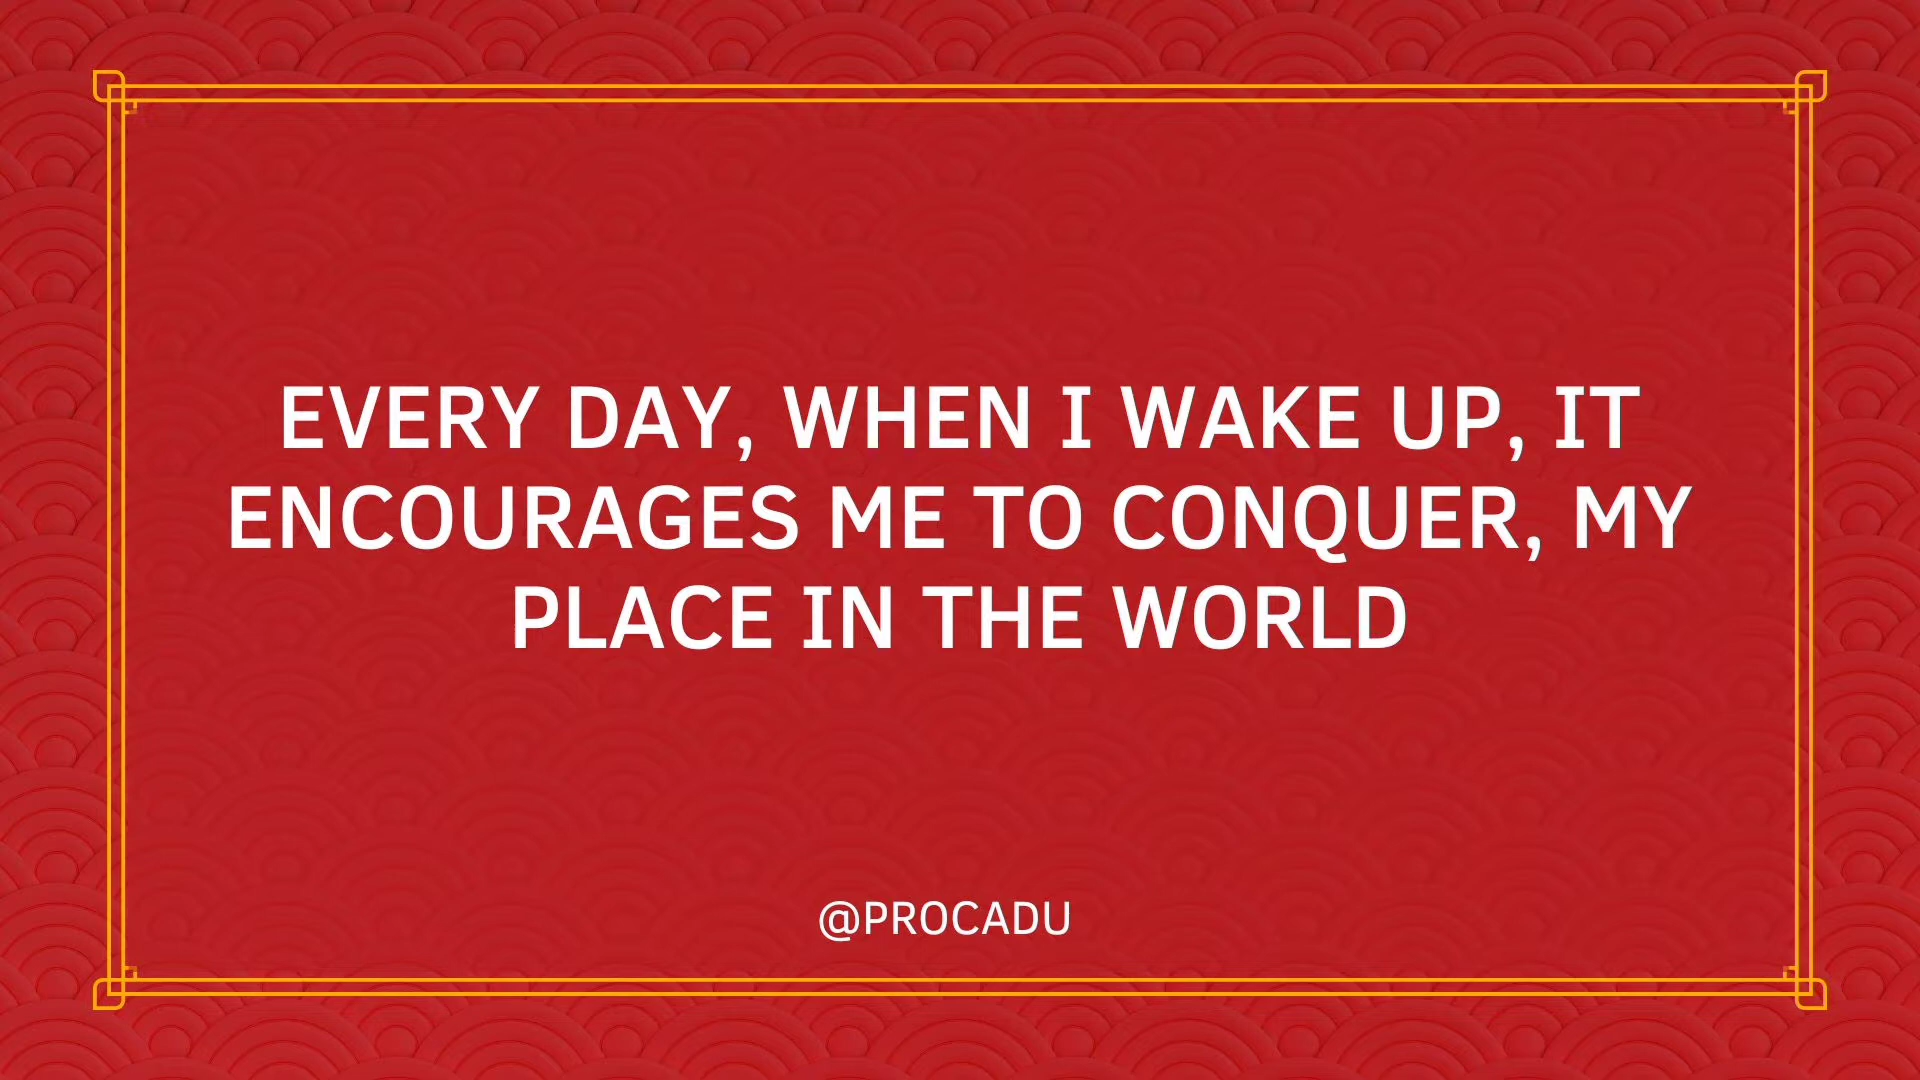 EVERY DAY, WHEN I WAKE UP, IT
ENCOURAGES ME TO CONQUER, MY
PLACE IN THE WORLD
@PROCADU